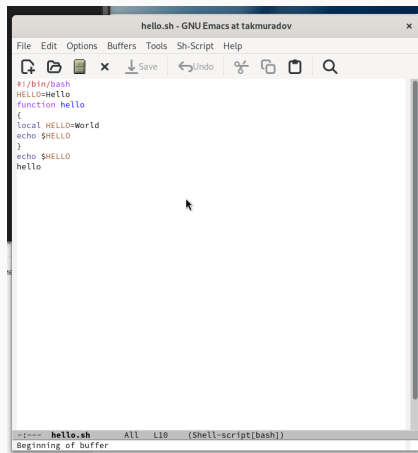 hello.sh - GNU Emacs at takmuradov
File Edit Options Buffers Tools Sh-Script Help
Save Undo
#!/bin/bash
HELLO=Hello
function hello
{
local HELLO=World
echo $HELLO
}
echo $HELLO
hello
-:--- hello.sh All L10 (Shell-script[bash])
Beginning of buffer